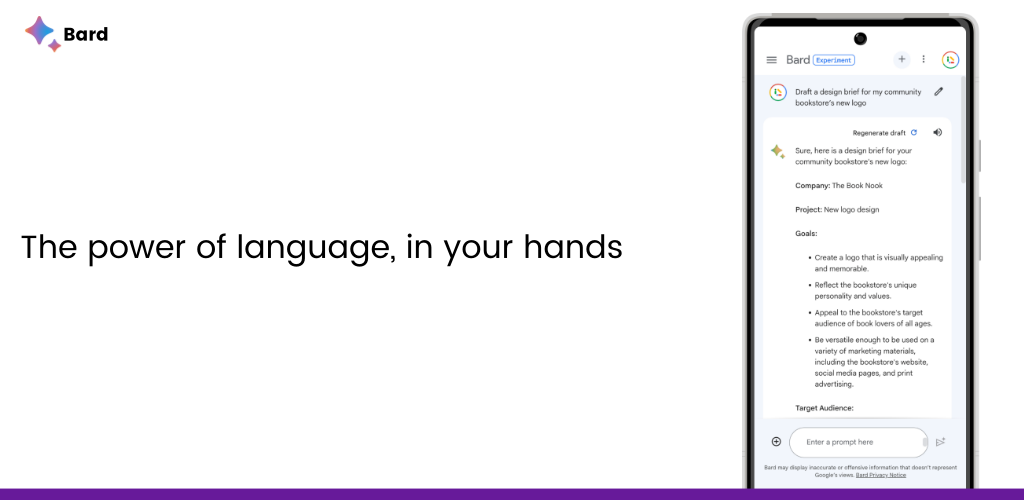 Bard
The power of language, in your hands
Bard Experiment
Draft a design brief for my community
bookstore's new logo
Regenerate draft
Sure, here is a design brief for your
community bookstore's new logo:
Company: The Book Nook
Project: New logo design
Goals:
• Create a logo that is visually appealing
and memorable.
• Reflect the bookstore's unique
personality and values.
• Appeal to the bookstore's target
audience of book lovers of all ages.
• Be versatile enough to be used on a
variety of marketing materials,
including the bookstore's website,
social media pages, and print
advertising.
Target Audience:
Enter a prompt here
Bard may display inaccurate or offensive information that doesn't represent
Google's views. Bard Privacy Notice